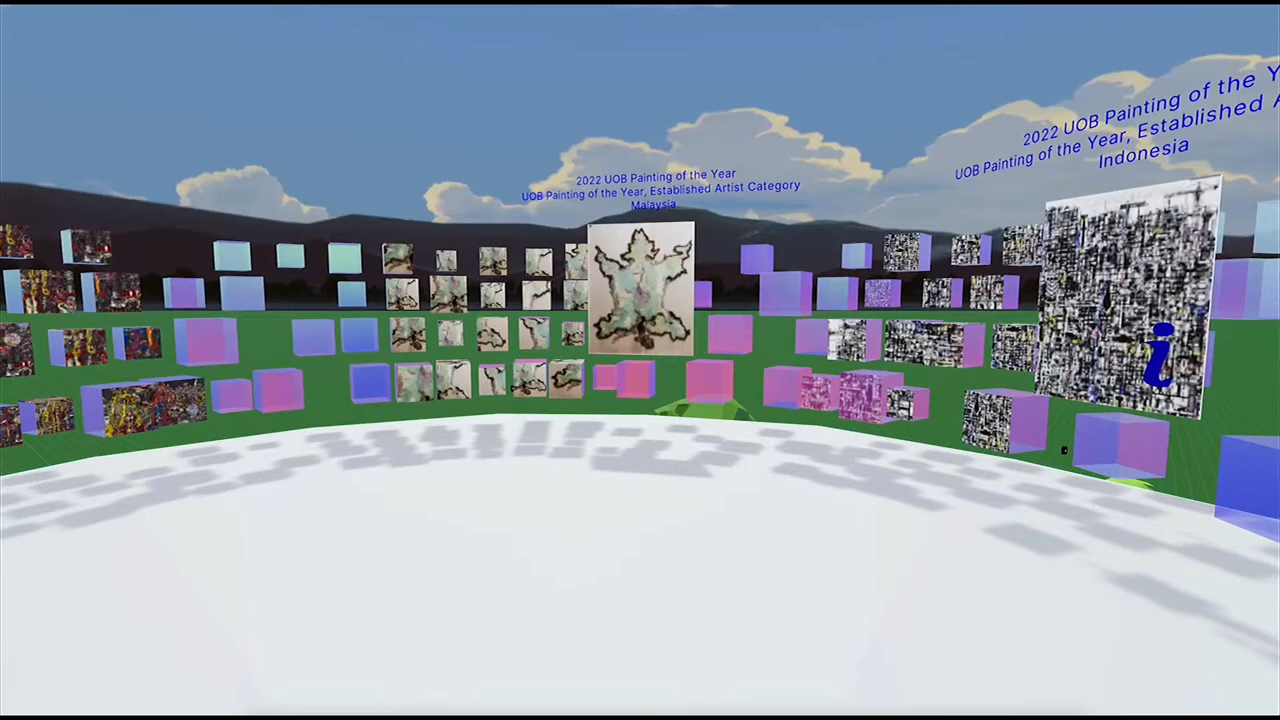 2022 UOB Painting of the Year
UOB Painting of the Year, Established Artist Category
Malaysia
2022 UOB Painting of the Y
UOB Painting of the Year, Established A
Indonesia
i